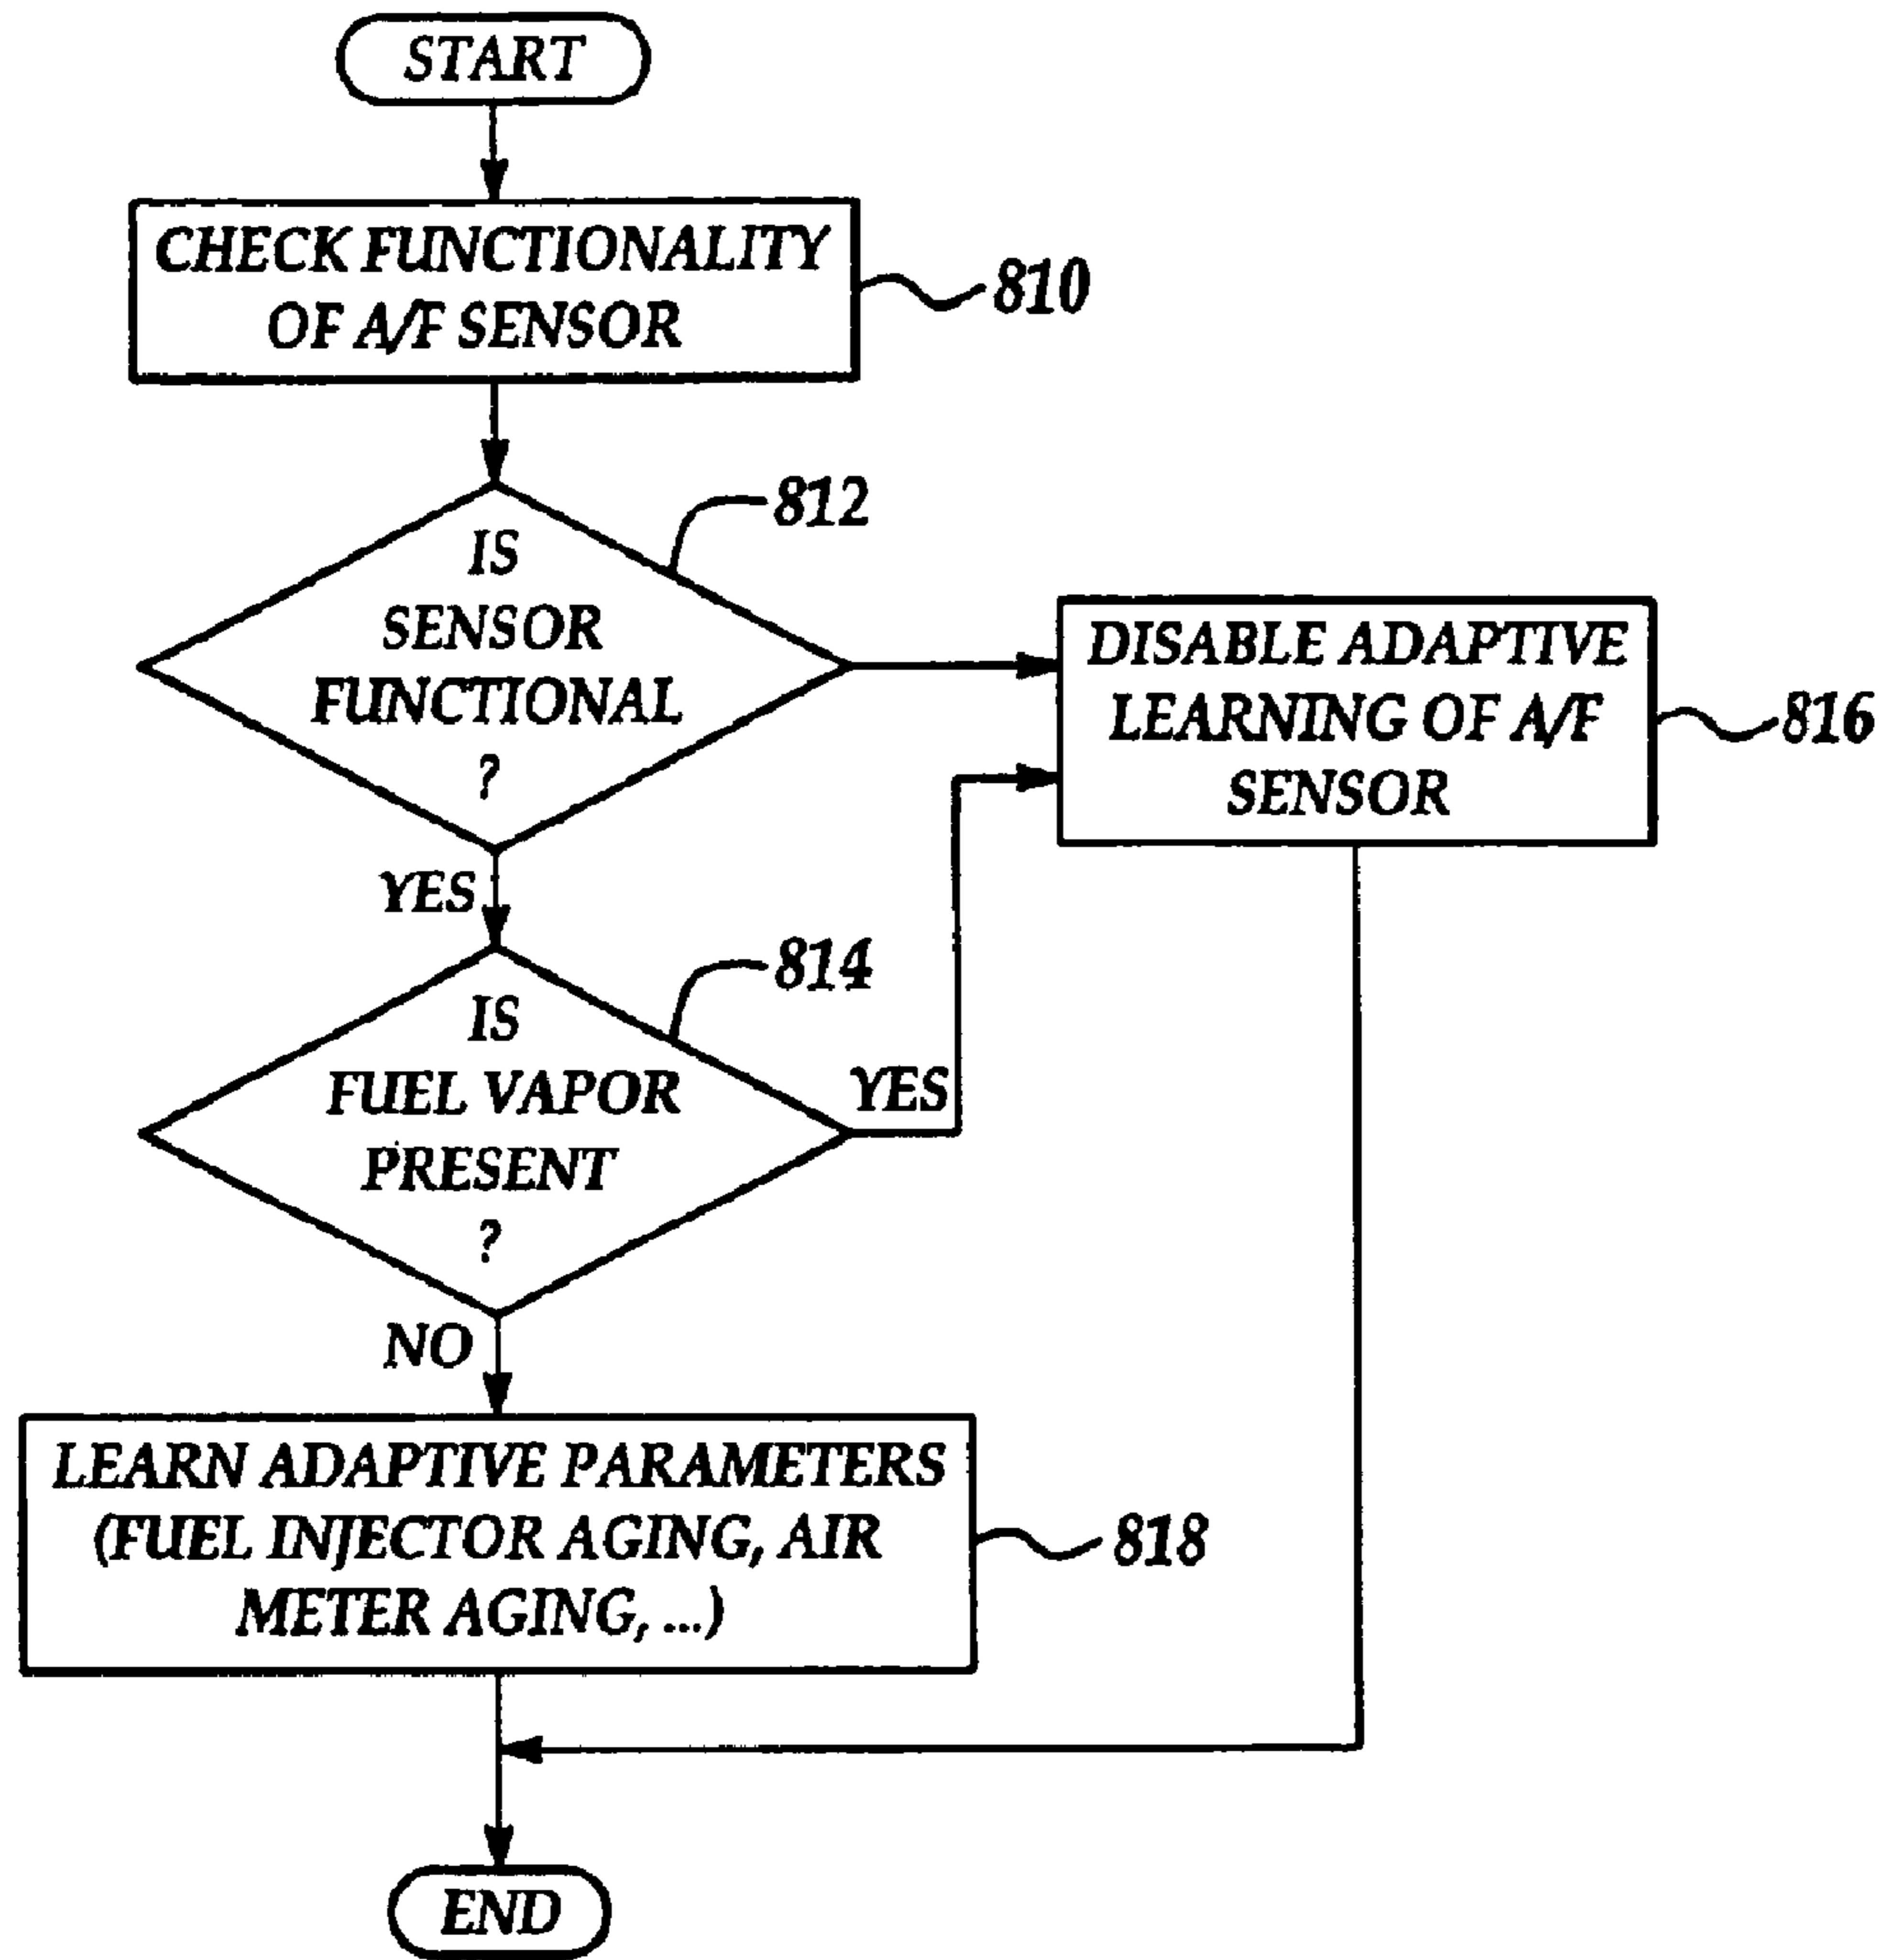 START
CHECK FUNCTIONALITY
OF A/F SENSOR
810
812
IS
SENSOR
FUNCTIONAL
?
DISABLE ADAPTIVE
LEARNING OF A/F
SENSOR
816
YES
814
IS
FUEL VAPOR
PRESENT
?
YES
NO
LEARN ADAPTIVE PARAMETERS
(FUEL INJECTOR AGING, AIR
METER AGING, ...)
818
END